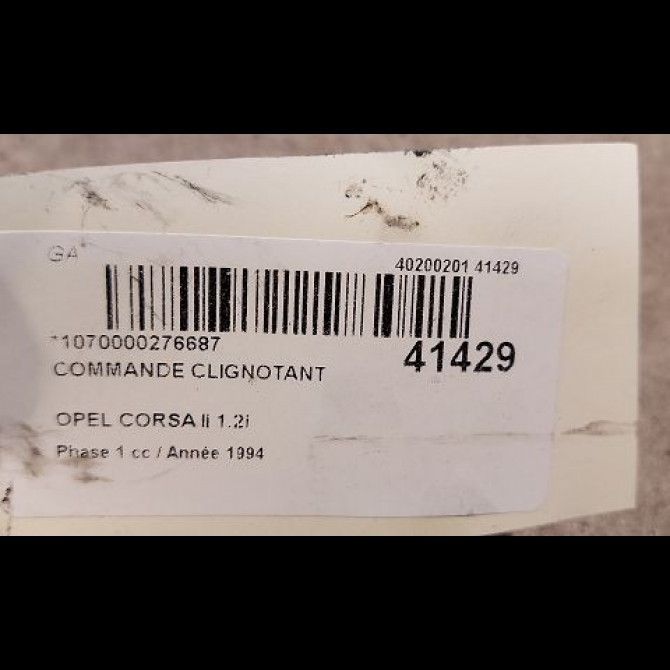 GA
40200201 41429
*1070000276687
41429
COMMANDE CLIGNOTANT
OPEL CORSA Ii 1.2i
Phase 1 cc / Année 1994